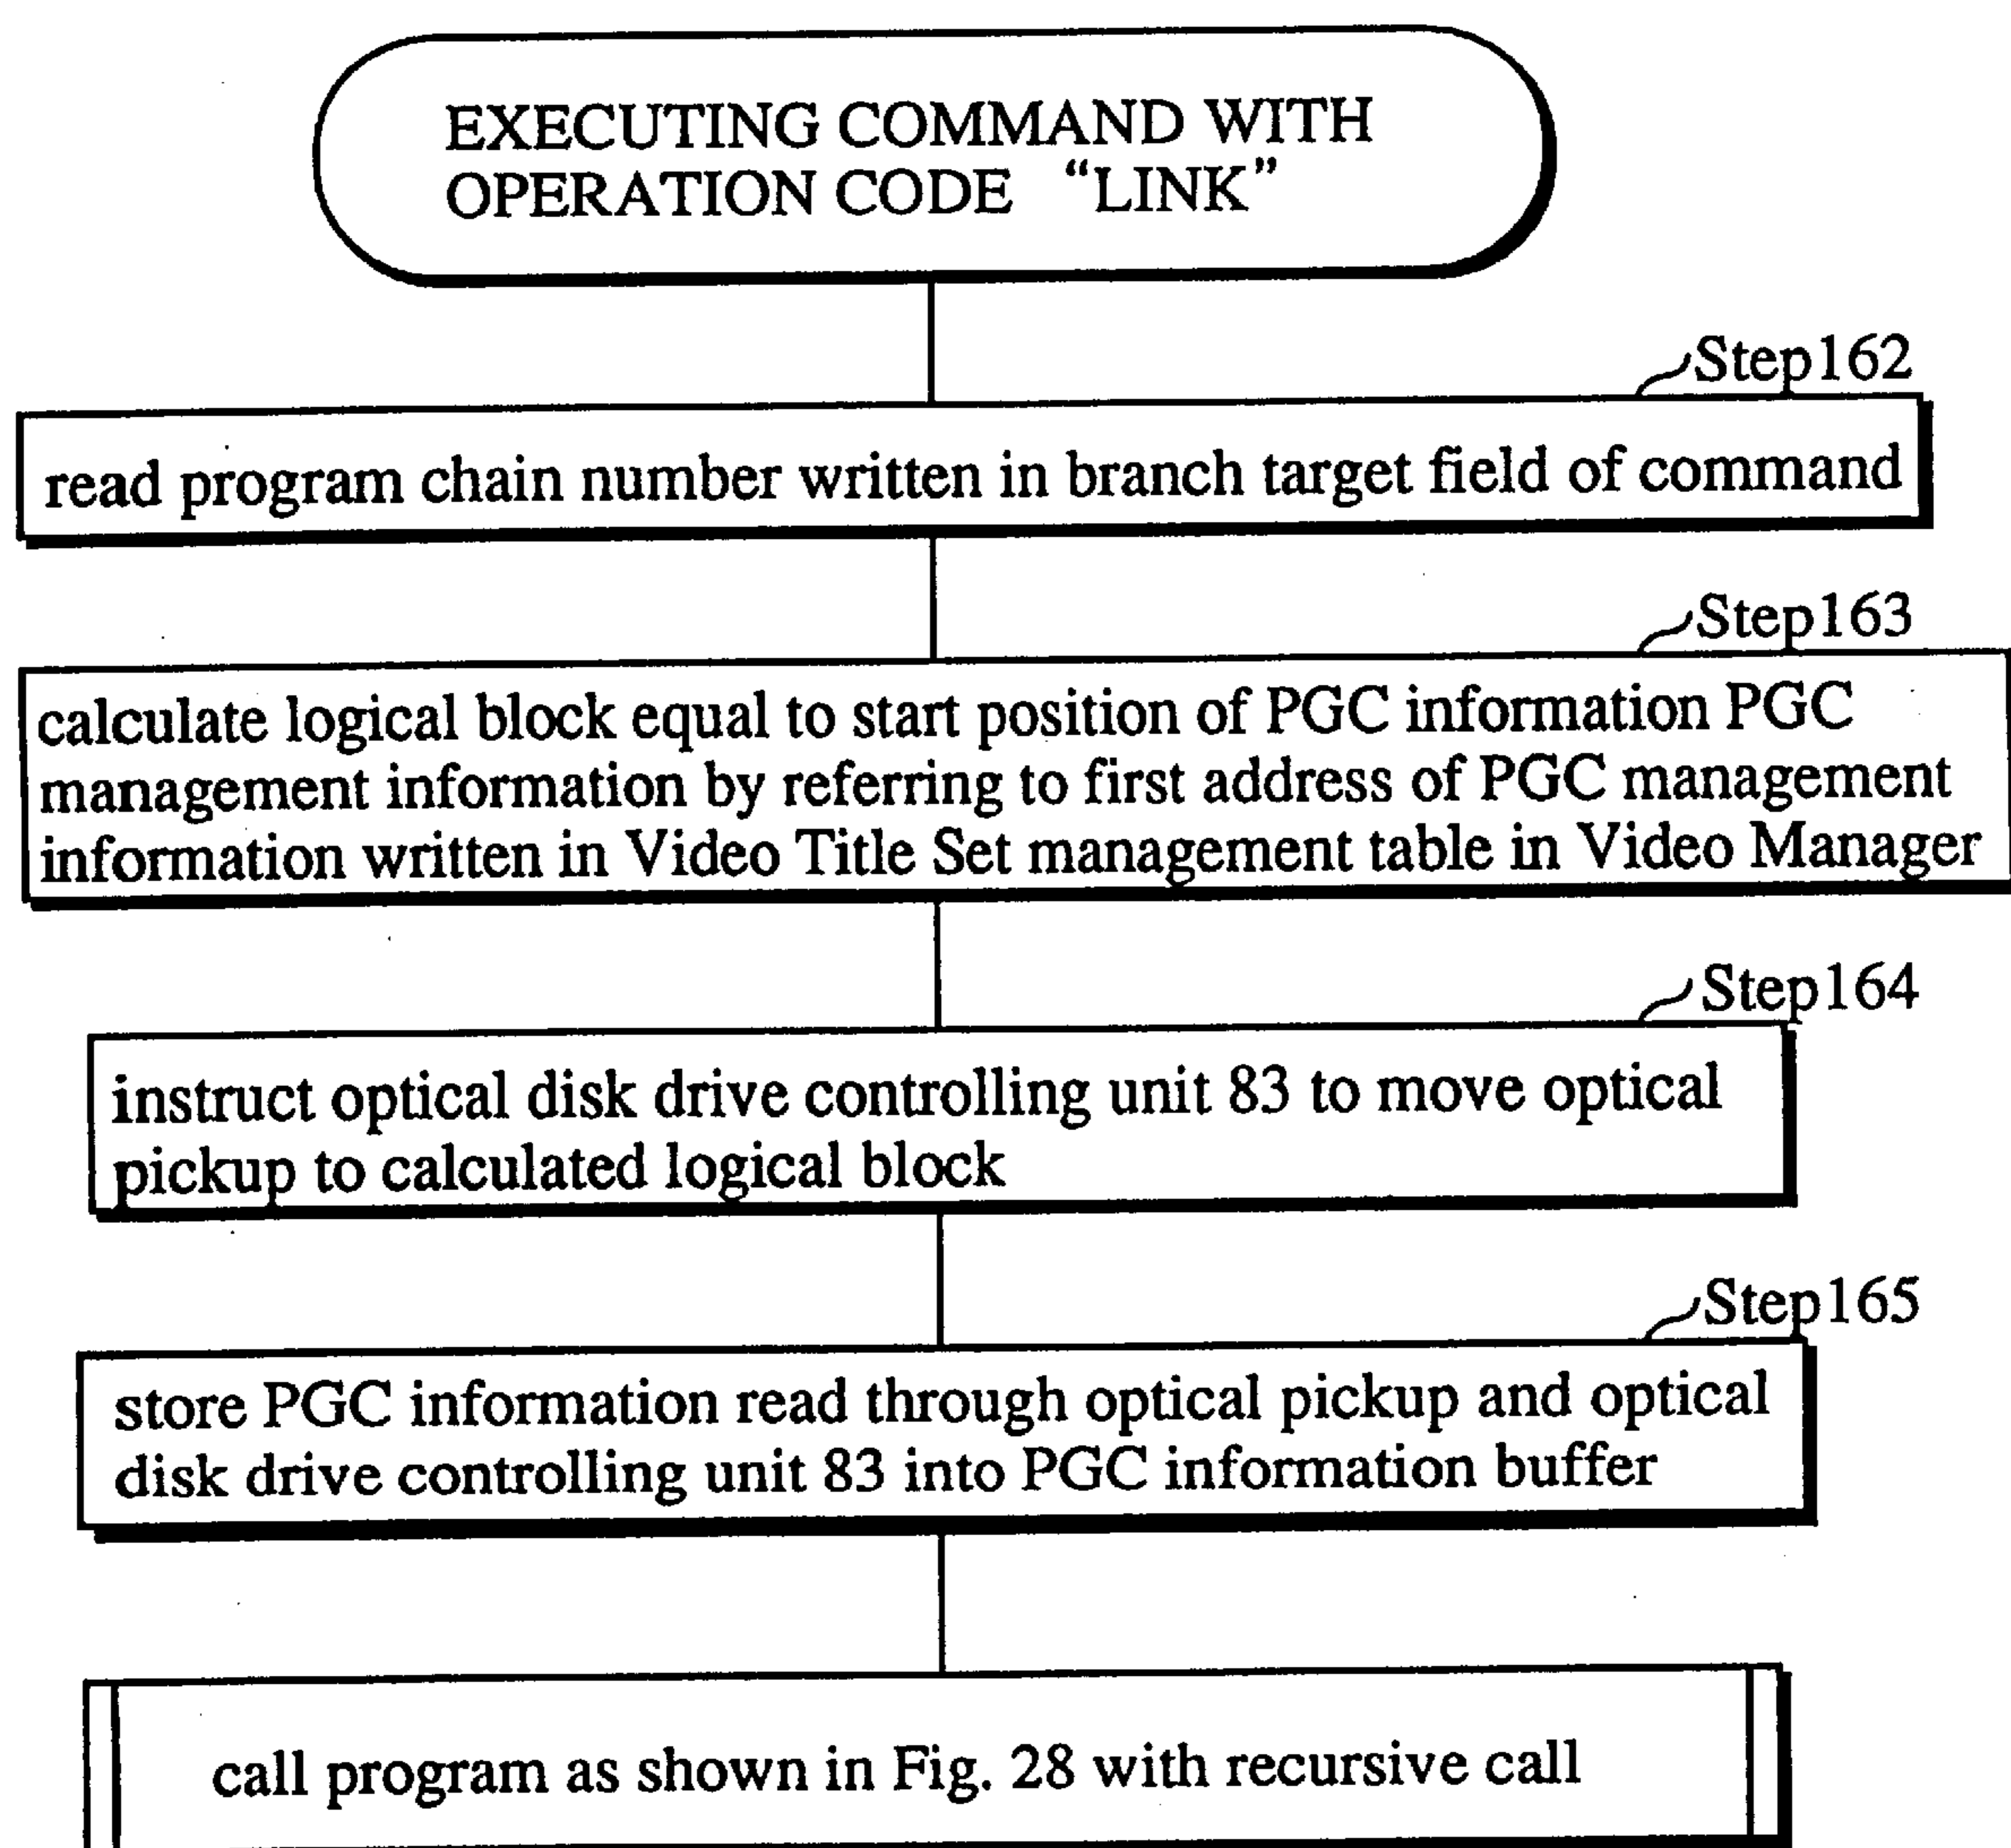 EXECUTING COMMAND WITH
OPERATION CODE “LINK”
Step162
read program chain number written in branch target field of command
Step163
calculate logical block equal to start position of PGC information PGC
management information by referring to first address of PGC management
information written in Video Title Set management table in Video Manager
Step164
instruct optical disk drive controlling unit 83 to move optical
pickup to calculated logical block
Step165
store PGC information read through optical pickup and optical
disk drive controlling unit 83 into PGC information buffer
call program as shown in Fig. 28 with recursive call